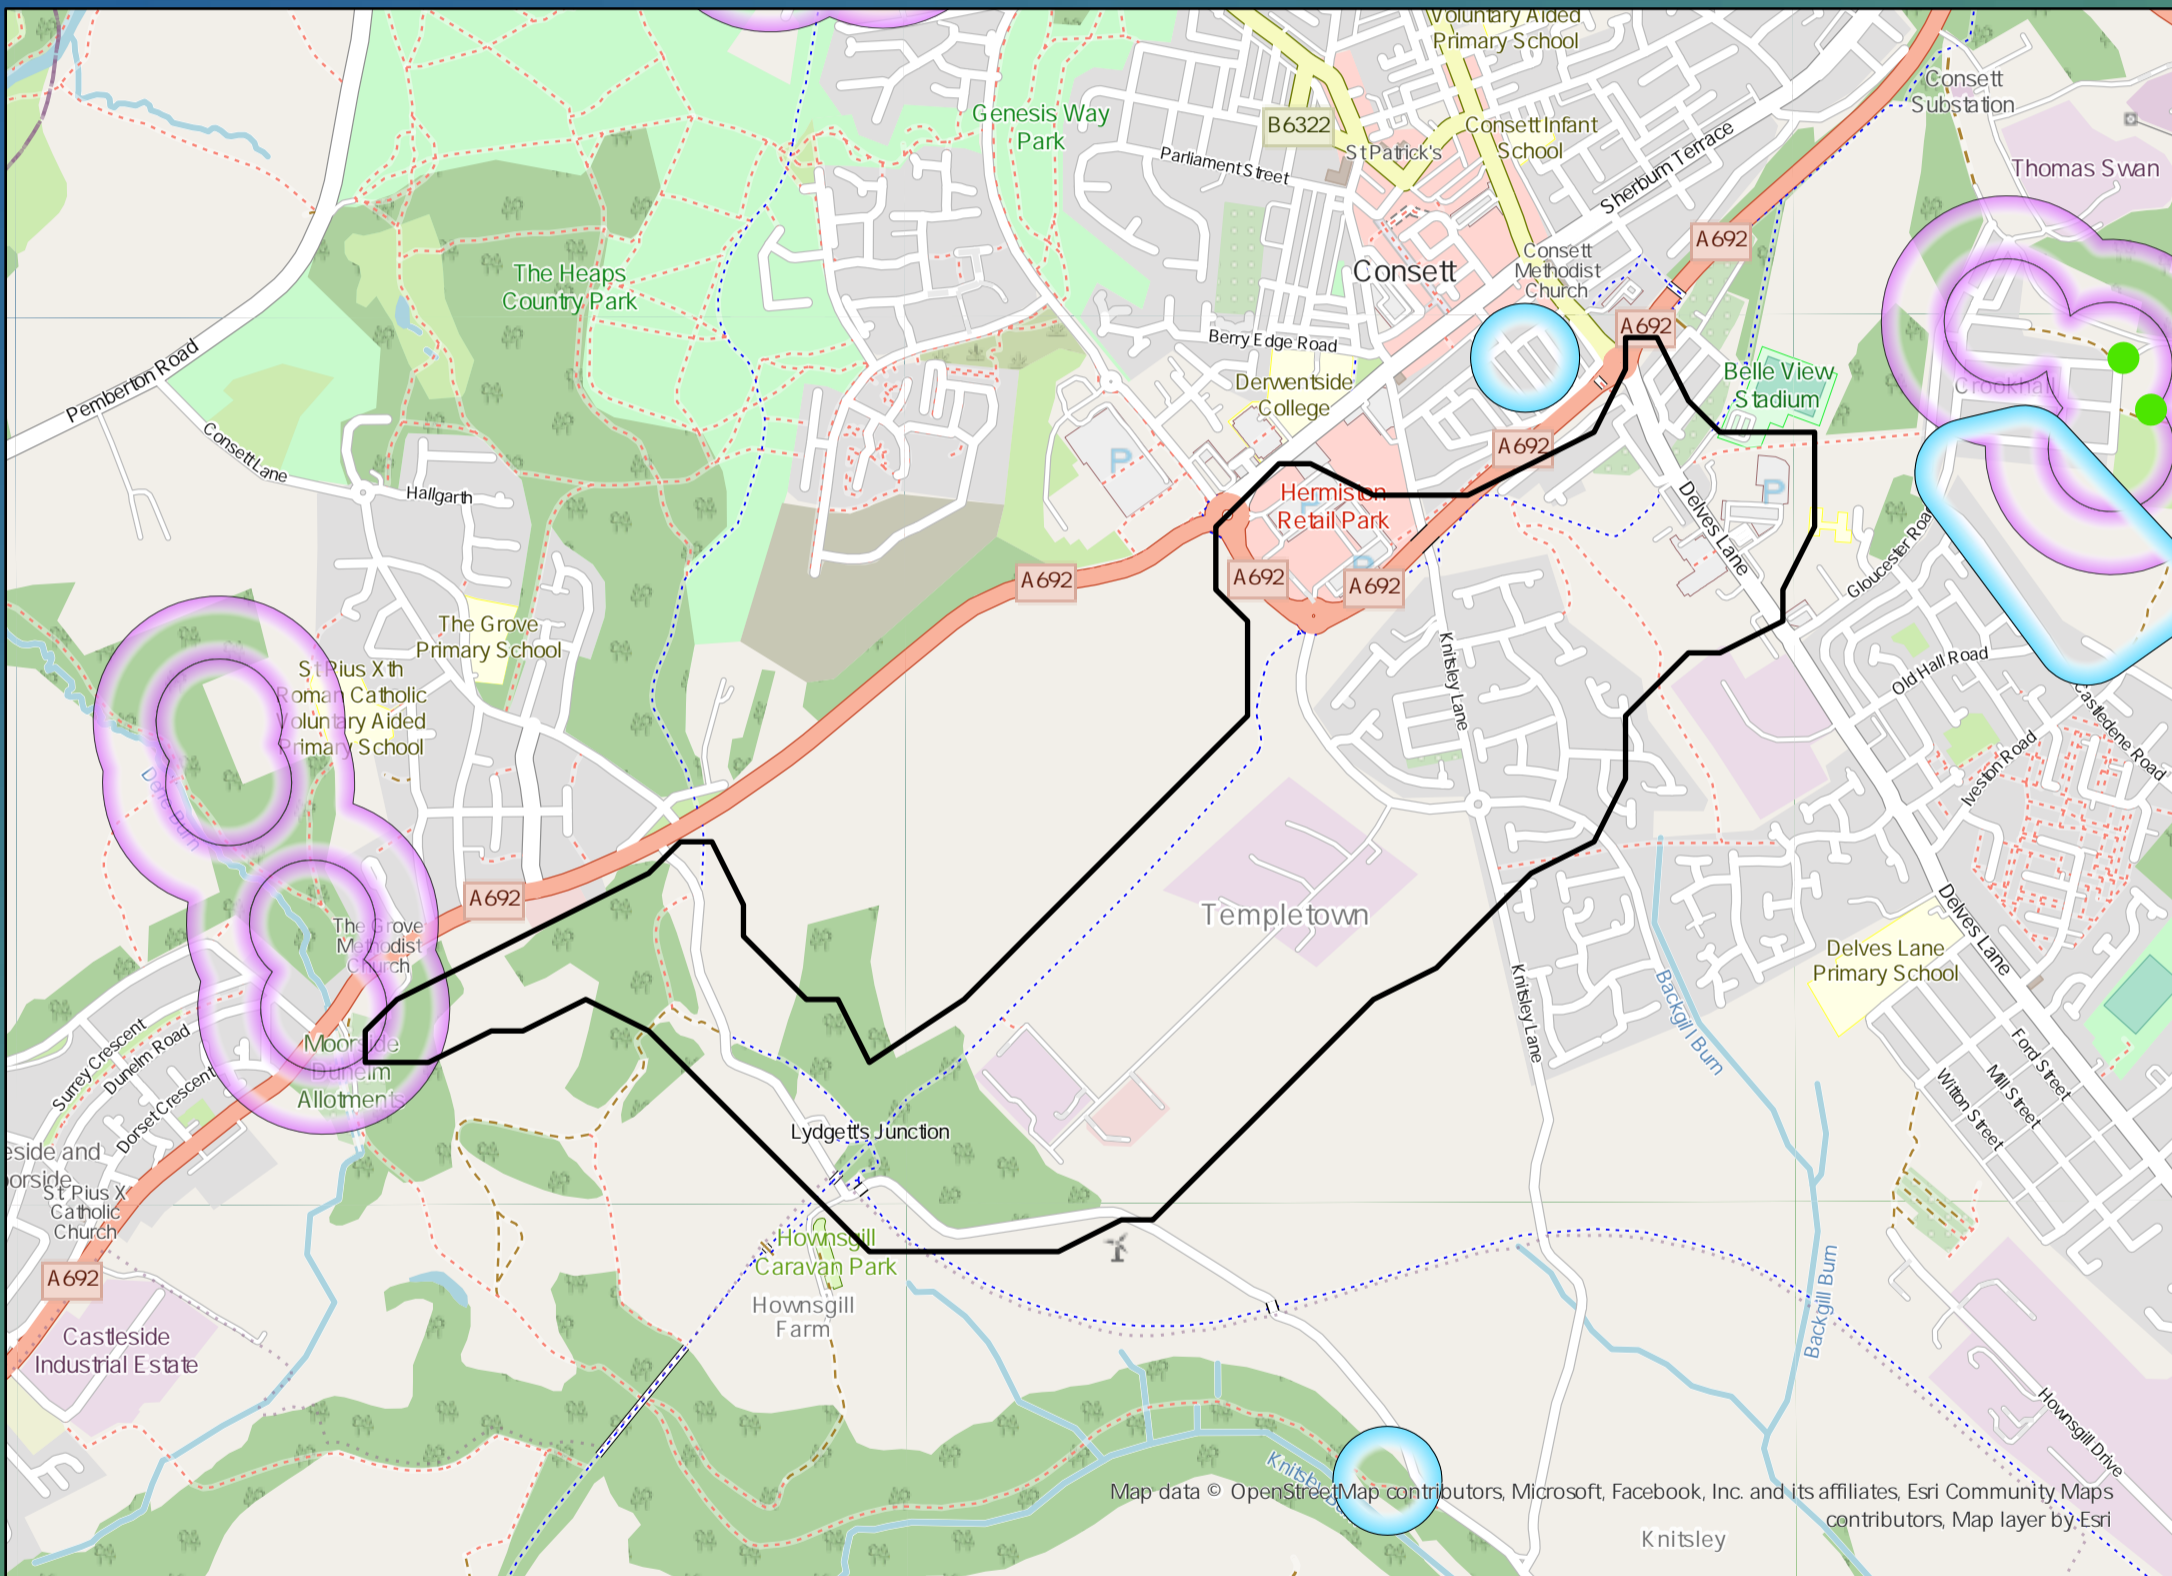 Voluntary Aided
Primary School
Consett
Substation
Genesis Way
Park
B6322
Consett Infant
School
St Patrick's
Parliament Street
Sherburn Terrace
Thomas Swan
A692
The Heaps
Country Park
Consett
Consett
Methodist
Church
A692
Berry Edge Road
Pemberton Road
Derwentside
College
Belle View
Stadium
Crookhall
Consett Lane
A692
P
Hallgarth
Hermiston
Retail Park
P
Delves Lane
A692
A692
A692
P
Gloucester Road
The Grove
Primary School
St Pius Xth
Roman Catholic
Voluntary Aided
Primary School
Knitsley Lane
Old Hall Road
Castledene Road
Iveston Road
Dene Burn
A692
Templetown
The Grove
Methodist
Church
Delves Lane
Delves Lane
Primary School
Knitsley Lane
Backgill Burn
Moorside
Dunelm
Allotments
Surrey Crescent
Dunelm Road
Dorset Crescent
Ford Street
Mill Street
Witton Street
Lydgett's Junction
eside and
oorside
St Pius X
Catholic
Church
Hownsgill
Caravan Park
A692
Hownsgill
Farm
Backgill Burn
Castleside
Industrial Estate
Hownsgill Drive
Map data © OpenStreetMap contributors, Microsoft, Facebook, Inc. and its affiliates, Esri Community Maps
contributors, Map layer by Esri
Knitsley